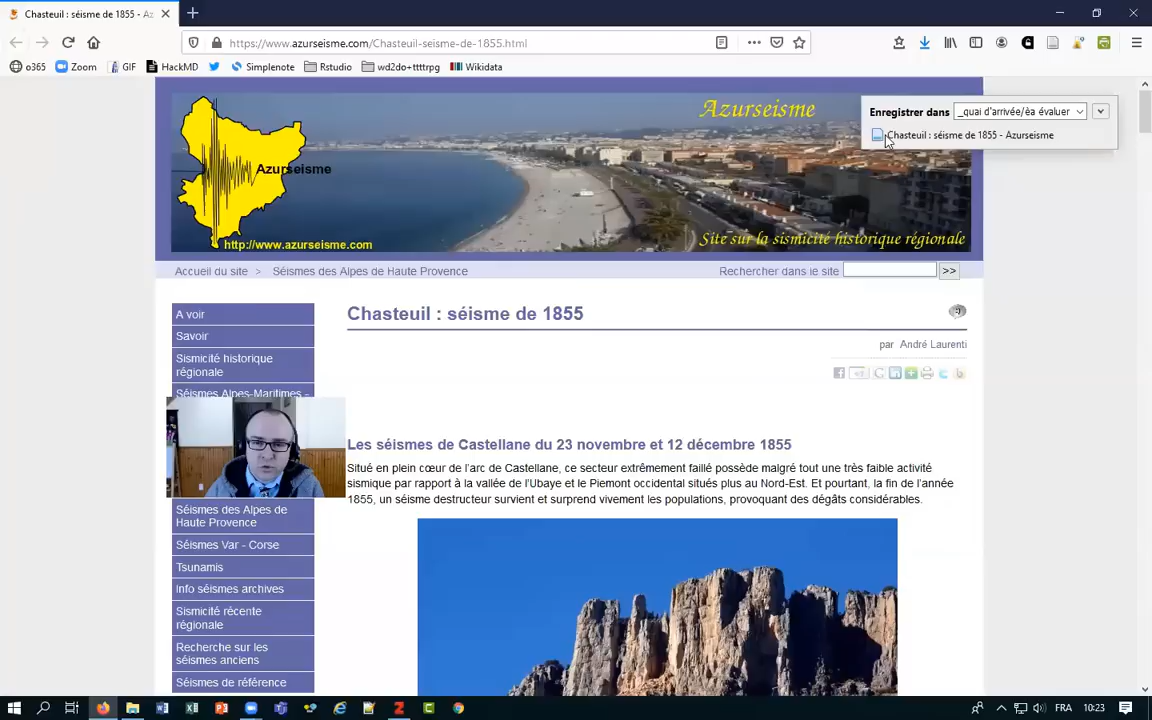 Chasteuil : séisme de 1855 - Az
https://www.azurseisme.com/Chasteuil-seisme-de-1855.html
o365 Zoom GIF HackMD Simplenote Rstudio wd2do+ttttrpg Wikidata
Azurseisme
Enregistrer dans _quai d'arrivée/èa évaluer
Chasteuil : séisme de 1855 - Azurseisme
Azurseisme
http://www.azurseisme.com
Site sur la sismicité historique régionale
Accueil du site > Séismes des Alpes de Haute Provence
Rechercher dans le site >>
A voir
Savoir
Sismicité historique
régionale
Séismes Alpes-Maritimes -
Séismes des Alpes de
Haute Provence
Séismes Var - Corse
Tsunamis
Info séismes archives
Sismicité récente
régionale
Recherche sur les
séismes anciens
Séismes de référence
Chasteuil : séisme de 1855
par André Laurenti
Les séismes de Castellane du 23 novembre et 12 décembre 1855
Situé en plein cœur de l'arc de Castellane, ce secteur extrêmement faillé possède malgré tout une très faible activité
sismique par rapport à la vallée de l'Ubaye et le Piemont occidental situés plus au Nord-Est. Et pourtant, la fin de l'année
1855, un séisme destructeur survient et surprend vivement les populations, provoquant des dégâts considérables.
FRA 10:23